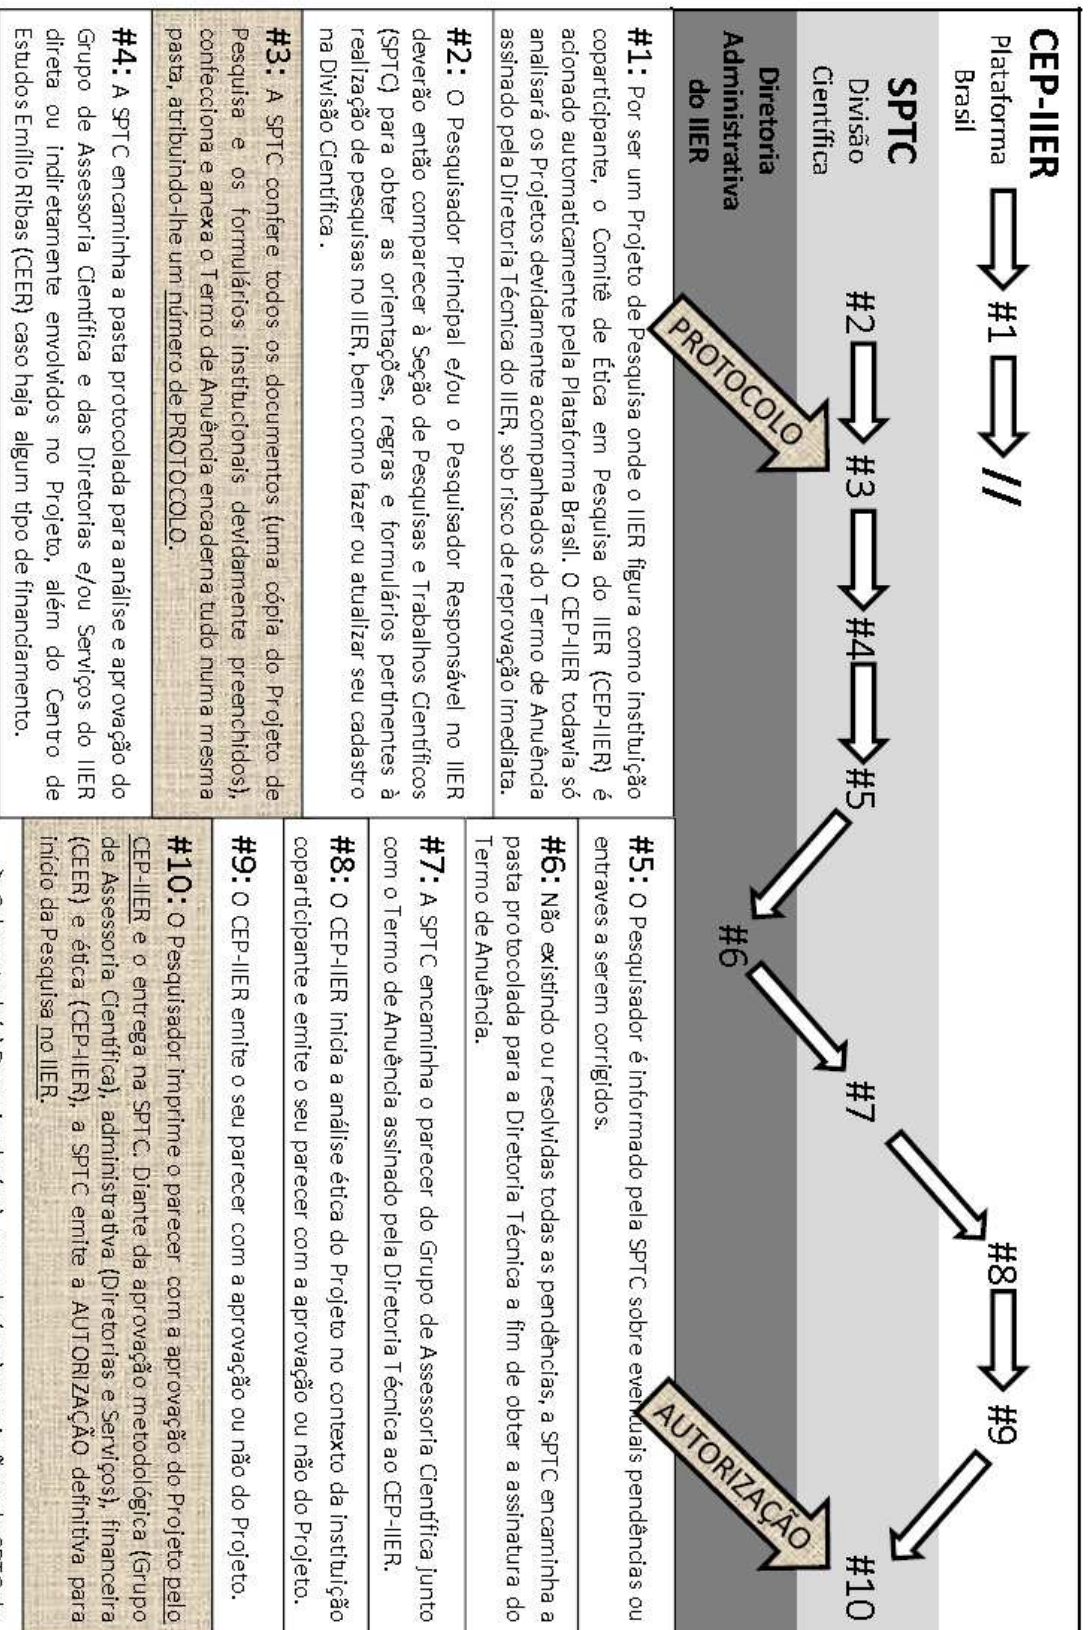 CEP-IIER
Plataforma
Brasil
#1
//
#8
#9
SPTC
Divisão
Científica
#2
#3
#4
#5
#7
#10
Diretoria
Administrativa
do IIER
#6
PROTOCOLO
AUTORIZAÇÃO
#1: Por ser um Projeto de Pesquisa onde o IIER figura como instituição
coparticipante, o Comitê de Ética em Pesquisa do IIER (CEP-IIER) é
acionado automaticamente pela Plataforma Brasil. O CEP-IIER todavia só
analisará os Projetos devidamente acompanhados do Termo de Anuência
assinado pela Diretoria Técnica do IIER, sob risco de reprovação imediata.
#2: O Pesquisador Principal e/ou o Pesquisador Responsável no IIER
deverão então comparecer à Seção de Pesquisas e Trabalhos Científicos
(SPTC) para obter as orientações, regras e formulários pertinentes à
realização de pesquisas no IIER, bem como fazer ou atualizar seu cadastro
na Divisão Científica .
#3: A SPTC confere todos os documentos (uma cópia do Projeto de
Pesquisa e os formulários institucionais devidamente preenchidos),
confecciona e anexa o Termo de Anuência encaderna tudo numa mesma
pasta, atribuindo-lhe um número de PROTOCOLO.
#4: A SPTC encaminha a pasta protocolada para análise e aprovação do
Grupo de Assessoria Científica e das Diretorias e/ou Serviços do IIER
direta ou indiretamente envolvidos no Projeto, além do Centro de
Estudos Emílio Ribas (CEER) caso haja algum tipo de financiamento.
#5: O Pesquisador é informado pela SPTC sobre eventuais pendências ou
entraves a serem corrigidos.
#6: Não existindo ou resolvidas todas as pendências, a SPTC encaminha a
pasta protocolada para a Diretoria Técnica a fim de obter a assinatura do
Termo de Anuência.
#7: A SPTC encaminha o parecer do Grupo de Assessoria Científica junto
com o Termo de Anuência assinado pela Diretoria Técnica ao CEP-IIER.
#8: O CEP-IIER inicia a análise ética do Projeto no contexto da instituição
coparticipante e emite o seu parecer com a aprovação ou não do Projeto.
#9: O CEP-IIER emite o seu parecer com a aprovação ou não do Projeto.
#10: O Pesquisador imprime o parecer com a aprovação do Projeto pelo
CEP-IIER e o entrega na SPTC. Diante da aprovação metodológica (Grupo
de Assessoria Científica), administrativa (Diretorias e Serviços), financeira
(CEER) e ética (CEP-IIER), a SPTC emite a AUTORIZAÇÃO definitiva para
início da Pesquisa no IIER.